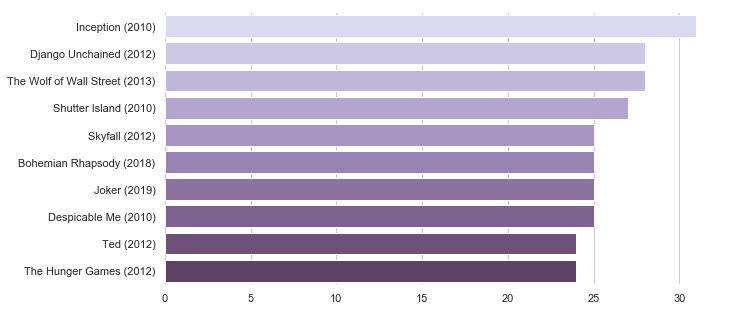 Inception (2010)
Django Unchained (2012)
The Wolf of Wall Street (2013)
Shutter Island (2010)
Skyfall (2012)
Bohemian Rhapsody (2018)
Joker (2019)
Despicable Me (2010)
Ted (2012)
The Hunger Games (2012)
0 5 10 15 20 25 30